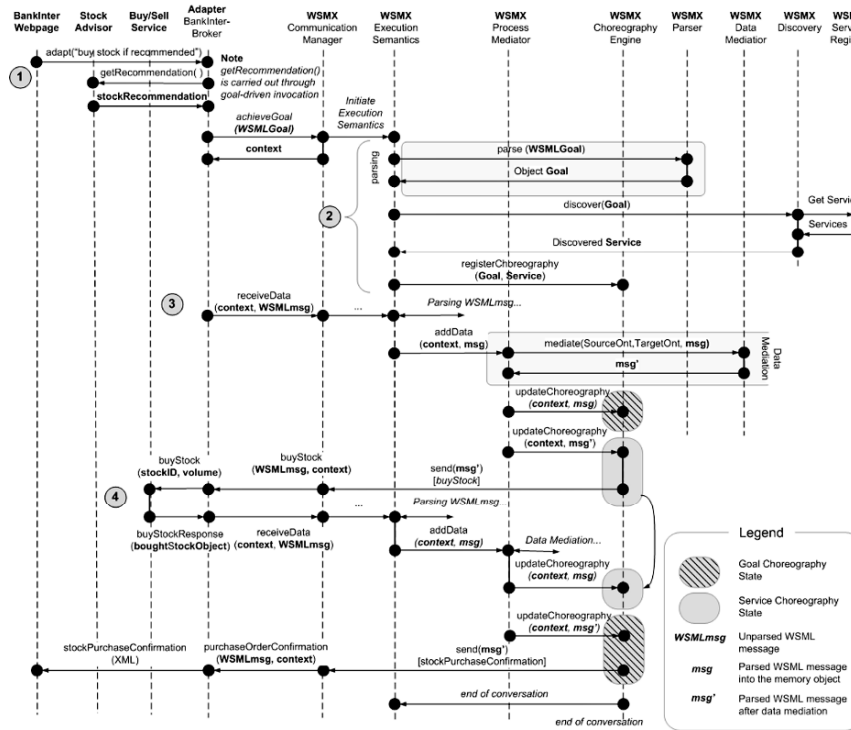 BankInter
Webpage
Stock
Advisor
Buy/Sell
Service
Adapter
BankInter-
Broker
WSMX
Communication
Manager
WSMX
Execution
Semantics
WSMX
Process
Mediator
WSMX
Choreography
Engine
WSMX
Parser
WSMX
Data
Mediator
WSMX
Discovery
WSM
Servi
Regi
adapt("buy stock if recommended")
1
getRecommendation( )
stockRecommendation
Note
getRecommendation()
is carried out through
goal-driven invocation
achieveGoal
(WSMLGoal)
Initiate
Execution
Semantics
context
parsing
parse (WSMLGoal)
Object Goal
2
discover(Goal)
Get Servic
Services
Discovered Service
registerChoreography
(Goal, Service)
3
receiveData
(context, WSMLmsg)
...
Parsing WSMLmsg...
addData
(context, msg)
mediate(SourceOnt,TargetOnt, msg)
msg'
Data
Mediation
updateChoreography
(context, msg)
updateChoreography
(context, msg')
4
buyStock
(stockID, volume)
buyStock
(WSMLmsg, context)
send(msg')
[buyStock]
...
Parsing WSMLmsg...
buyStockResponse
(boughtStockObject)
receiveData
(context, WSMLmsg)
addData
(context, msg)
Data Mediation...
updateChoreography
(context, msg)
updateChoreography
(context, msg')
stockPurchaseConfirmation
(XML)
purchaseOrderConfirmation
(WSMLmsg, context)
send(msg')
[stockPurchaseConfirmation]
end of conversation
end of conversation
Legend
Goal Choreography
State
Service Choreography
State
WSMLmsg
Unparsed WSML
message
msg
Parsed WSML message
into the memory object
msg'
Parsed WSML message
after data mediation